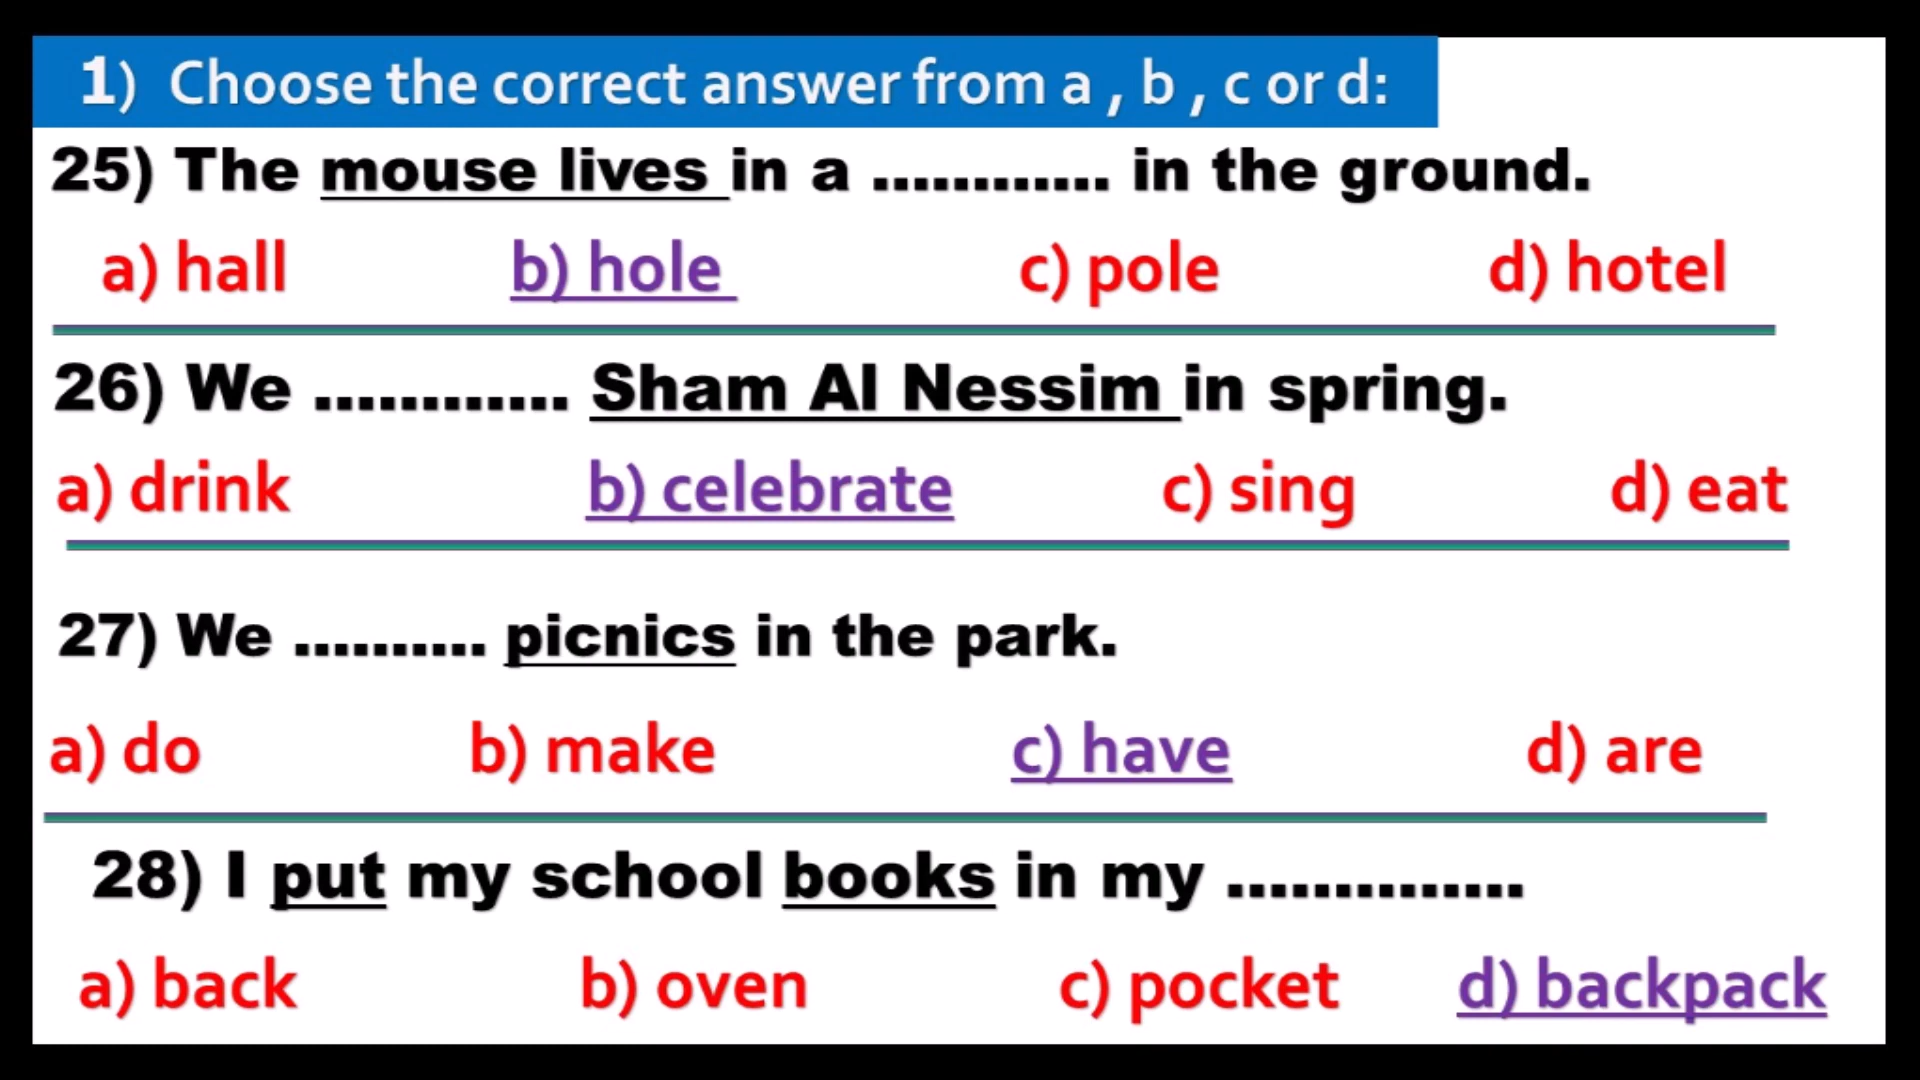 1) Choose the correct answer from a , b , c or d:
25) The mouse lives in a ............ in the ground.
a) hall b) hole c) pole d) hotel
26) We ............ Sham Al Nessim in spring.
a) drink b) celebrate c) sing d) eat
27) We .......... picnics in the park.
a) do b) make c) have d) are
28) I put my school books in my ..............
a) back b) oven c) pocket d) backpack